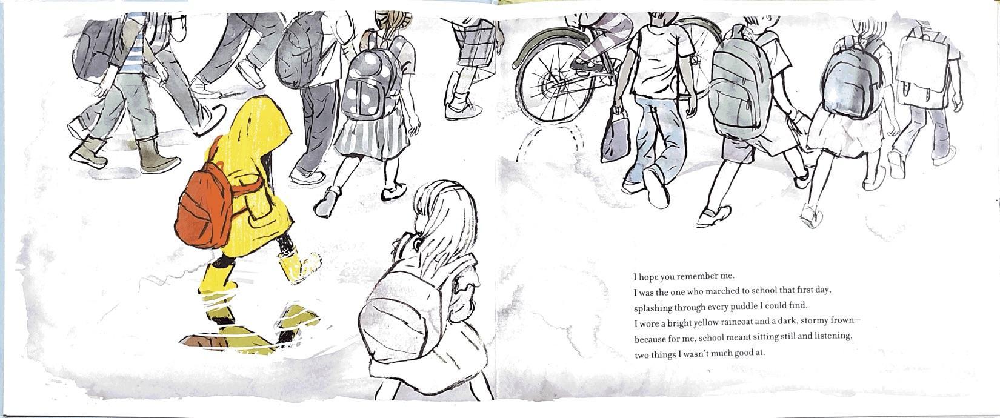 I hope you remember me.
I was the one who marched to school that first day,
splashing through every puddle I could find.
I wore a bright yellow raincoat and a dark, stormy frown—
because for me, school meant sitting still and listening,
two things I wasn't much good at.